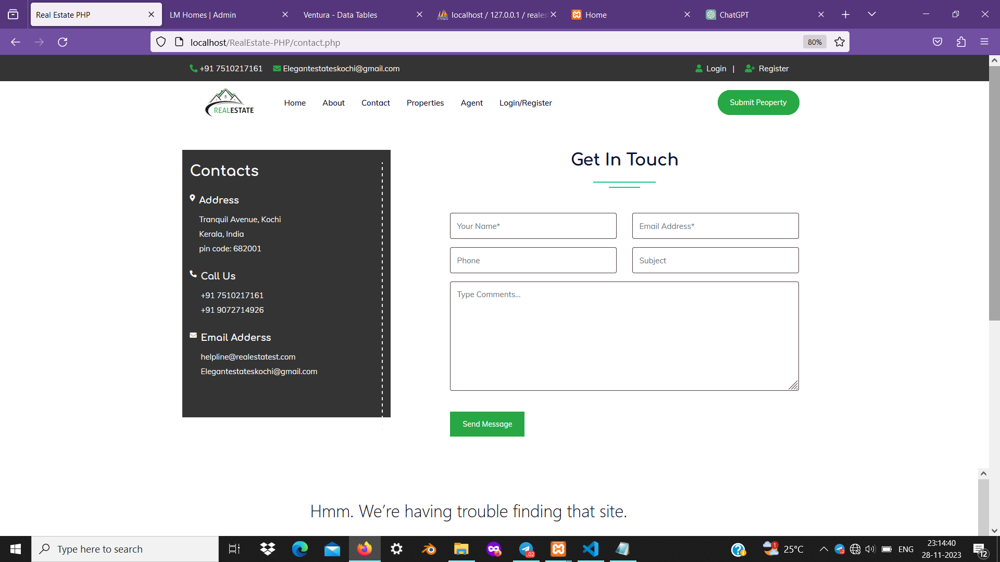 Real Estate PHP
LM Homes | Admin
Ventura - Data Tables
localhost / 127.0.0.1 / reales
Home
ChatGPT
localhost/RealEstate-PHP/contact.php
80%
+91 7510217161
Elegantestateskochi@gmail.com
Login |
Register
REALESTATE
Home
About
Contact
Properties
Agent
Login/Register
Submit Peoperty
Contacts
Address
Tranquil Avenue, Kochi
Kerala, India
pin code: 682001
Call Us
+91 7510217161
+91 9072714926
Email Adderss
helpline@realestatest.com
Elegantestateskochi@gmail.com
Get In Touch
Your Name*
Email Address*
Phone
Subject
Type Comments...
Send Message
Hmm. We’re having trouble finding that site.
Type here to search
..02
1
25°C
ENG
23:14:40
28-11-2023
12